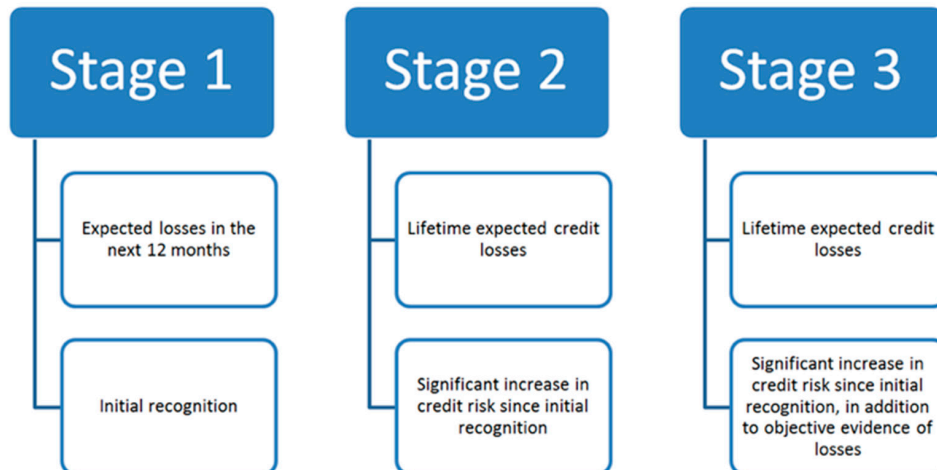 Stage 1
Expected losses in the
next 12 months
Initial recognition
Stage 2
Lifetime expected credit
losses
Significant increase in
credit risk since initial
recognition
Stage 3
Lifetime expected credit
losses
Significant increase in
credit risk since initial
recognition, in addition
to objective evidence of
losses